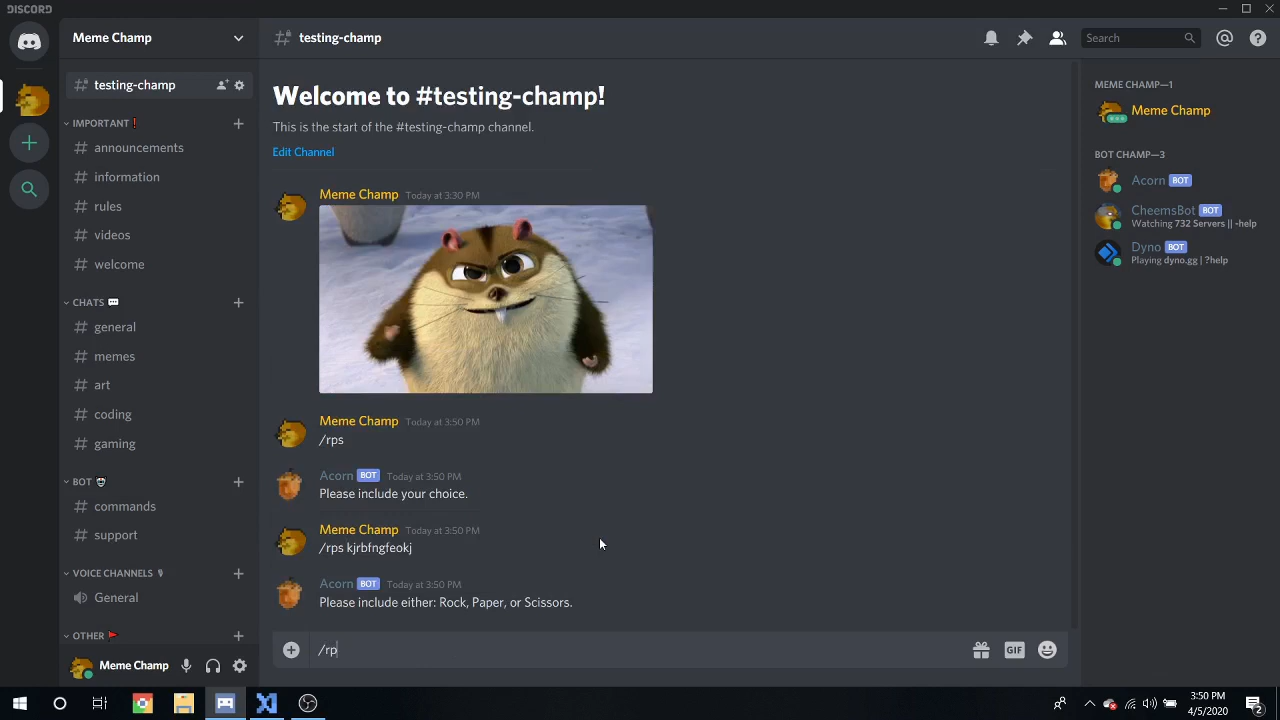 DISCORD
Meme Champ
testing-champ
IMPORTANT
announcements
information
rules
videos
welcome
CHATS
general
memes
art
coding
gaming
BOT
commands
support
VOICE CHANNELS
General
OTHER
Meme Champ
testing-champ
Search
Welcome to #testing-champ!
This is the start of the #testing-champ channel.
Edit Channel
Meme Champ Today at 3:30 PM
Meme Champ Today at 3:50 PM
/rps
Acorn BOT Today at 3:50 PM
Please include your choice.
Meme Champ Today at 3:50 PM
/rps kjrbfngfeokj
Acorn BOT Today at 3:50 PM
Please include either: Rock, Paper, or Scissors.
/rp
GIF
MEME CHAMP—1
Meme Champ
BOT CHAMP—3
Acorn BOT
CheemsBot BOT
Watching 732 Servers || -help
Dyno BOT
Playing dyno.gg | ?help
3:50 PM
4/5/2020
2